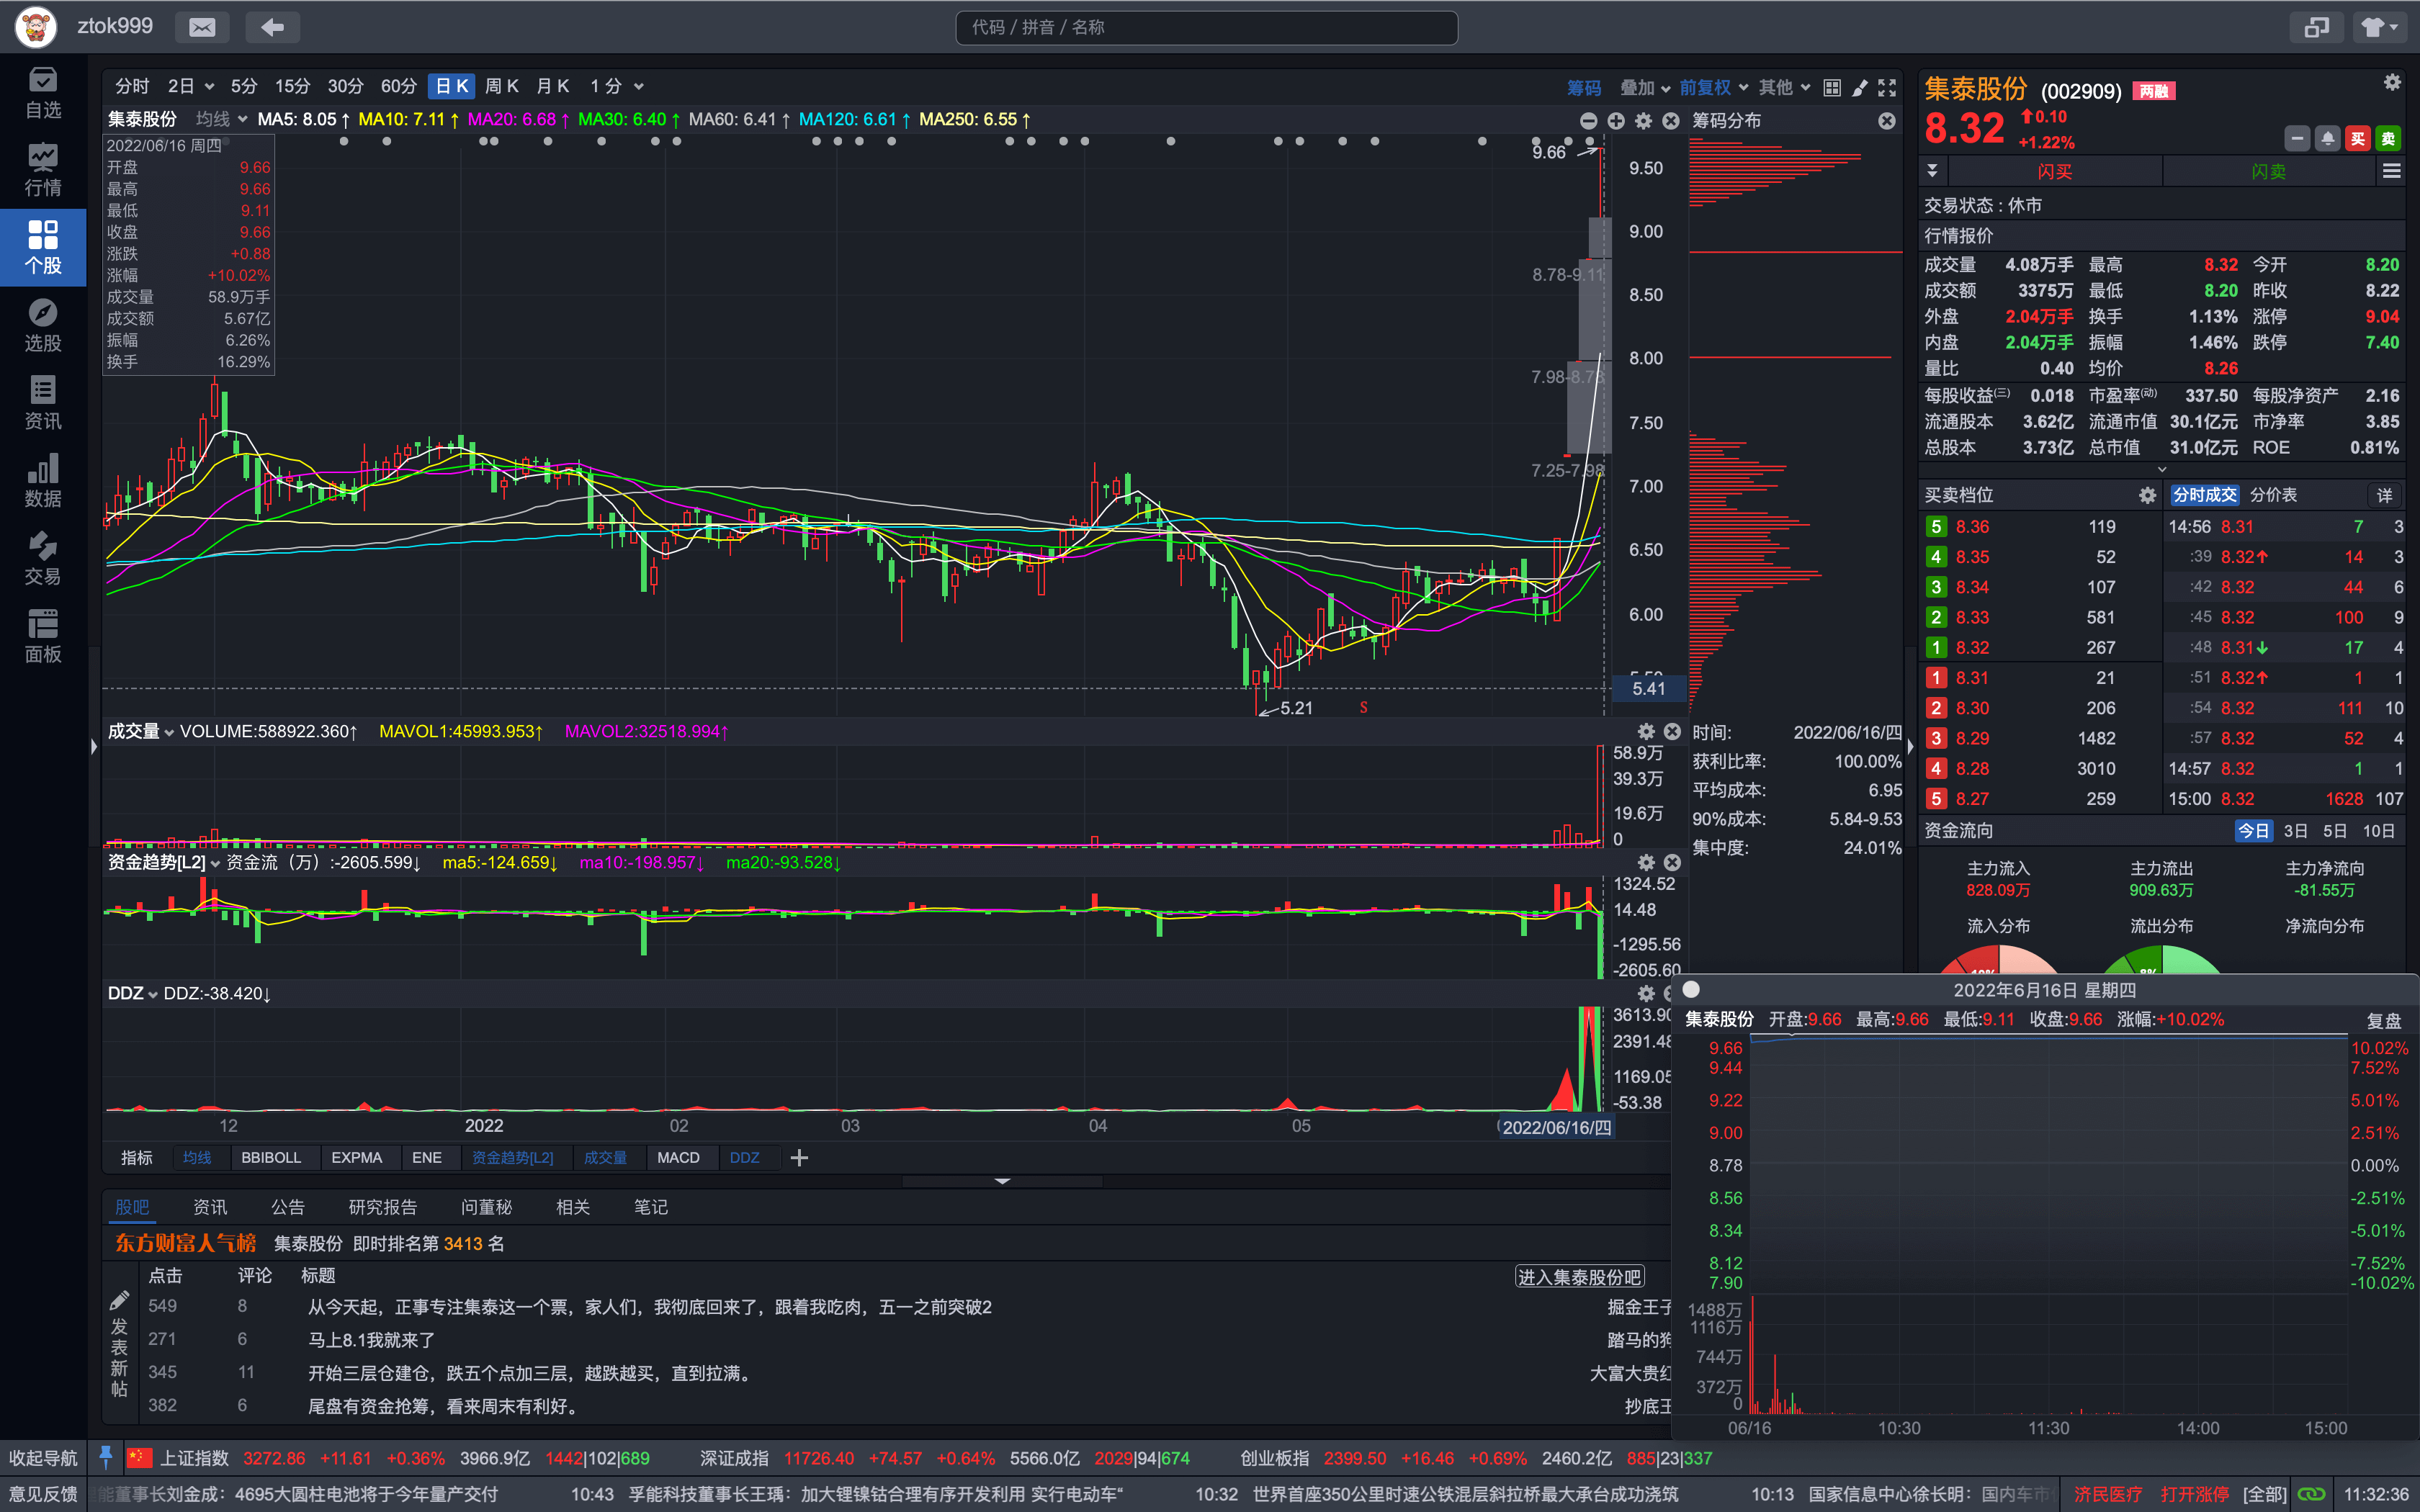 ztok999
代码 / 拼音 / 名称
自选
行情
个股
选股
资讯
数据
交易
面板
分时 2日 5分 15分 30分 60分 日K 周K 月K 1分 筹码 叠加 前复权 其他
集泰股份 均线 MA5: 8.05↑ MA10: 7.11↑ MA20: 6.68↑ MA30: 6.40↑ MA60: 6.41↑ MA120: 6.61↑ MA250: 6.55↑
2022/06/16 周四
开盘 9.66
最高 9.66
最低 9.11
收盘 9.66
涨跌 +0.88
涨幅 +10.02%
成交量 58.9万手
成交额 5.67亿
振幅 6.26%
换手 16.29%
9.66
8.78-9.11
7.98-8.78
7.25-7.98
5.21
S
9.50
9.00
8.50
8.00
7.50
7.00
6.50
6.00
5.41
筹码分布
时间: 2022/06/16/四
获利比率: 100.00%
平均成本: 6.95
90%成本: 5.84-9.53
集中度: 24.01%
成交量 VOLUME:588922.360↑ MAVOL1:45993.953↑ MAVOL2:32518.994↑
58.9万
39.3万
19.6万
0
资金趋势[L2] 资金流（万）:-2605.599↓ ma5:-124.659↓ ma10:-198.957↓ ma20:-93.528↓
1324.52
14.48
-1295.56
-2605.60
DDZ DDZ:-38.420↓
3613.90
2391.48
1169.05
-53.38
12 2022 02 03 04 05 2022/06/16/四
指标 均线 BBIBOLL EXPMA ENE 资金趋势[L2] 成交量 MACD DDZ
股吧 资讯 公告 研究报告 问董秘 相关 笔记
东方财富人气榜 集泰股份 即时排名第 3413 名
点击 评论 标题 进入集泰股份吧
发表新帖
549 8 从今天起，正事专注集泰这一个票，家人们，我彻底回来了，跟着我吃肉，五一之前突破2 掘金王子
271 6 马上8.1我就来了 踏马的狗
345 11 开始三层仓建仓，跌五个点加三层，越跌越买，直到拉满。 大富大贵红
382 6 尾盘有资金抢筹，看来周末有利好。 抄底王
集泰股份 (002909) 两融
8.32 ↑0.10
+1.22%
买 卖
闪买 闪卖
交易状态 : 休市
行情报价
成交量 4.08万手 最高 8.32 今开 8.20
成交额 3375万 最低 8.20 昨收 8.22
外盘 2.04万手 换手 1.13% 涨停 9.04
内盘 2.04万手 振幅 1.46% 跌停 7.40
量比 0.40 均价 8.26
每股收益(三) 0.018 市盈率(动) 337.50 每股净资产 2.16
流通股本 3.62亿 流通市值 30.1亿元 市净率 3.85
总股本 3.73亿 总市值 31.0亿元 ROE 0.81%
买卖档位 分时成交 分价表 详
5 8.36 119 14:56 8.31 7 3
4 8.35 52 :39 8.32↑ 14 3
3 8.34 107 :42 8.32 44 6
2 8.33 581 :45 8.32 100 9
1 8.32 267 :48 8.31↓ 17 4
1 8.31 21 :51 8.32↑ 1 1
2 8.30 206 :54 8.32 111 10
3 8.29 1482 :57 8.32 52 4
4 8.28 3010 14:57 8.32 1 1
5 8.27 259 15:00 8.32 1628 107
资金流向 今日 3日 5日 10日
主力流入 主力流出 主力净流向
828.09万 909.63万 -81.55万
流入分布 流出分布 净流向分布
2022年6月16日 星期四
集泰股份 开盘:9.66 最高:9.66 最低:9.11 收盘:9.66 涨幅:+10.02% 复盘
9.66 10.02%
9.44 7.52%
9.22 5.01%
9.00 2.51%
8.78 0.00%
8.56 -2.51%
8.34 -5.01%
8.12 -7.52%
7.90 -10.02%
1488万
1116万
744万
372万
0
06/16 10:30 11:30 14:00 15:00
收起导航 上证指数 3272.86 +11.61 +0.36% 3966.9亿 1442|102|689 深证成指 11726.40 +74.57 +0.64% 5566.0亿 2029|94|674 创业板指 2399.50 +16.46 +0.69% 2460.2亿 885|23|337
意见反馈 能董事长刘金成：4695大圆柱电池将于今年量产交付 10:43 孚能科技董事长王瑀：加大锂镍钴合理有序开发利用 实行电动车“ 10:32 世界首座350公里时速公铁混层斜拉桥最大承台成功浇筑 10:13 国家信息中心徐长明：国内车市 济民医疗 打开涨停 [全部] 11:32:36